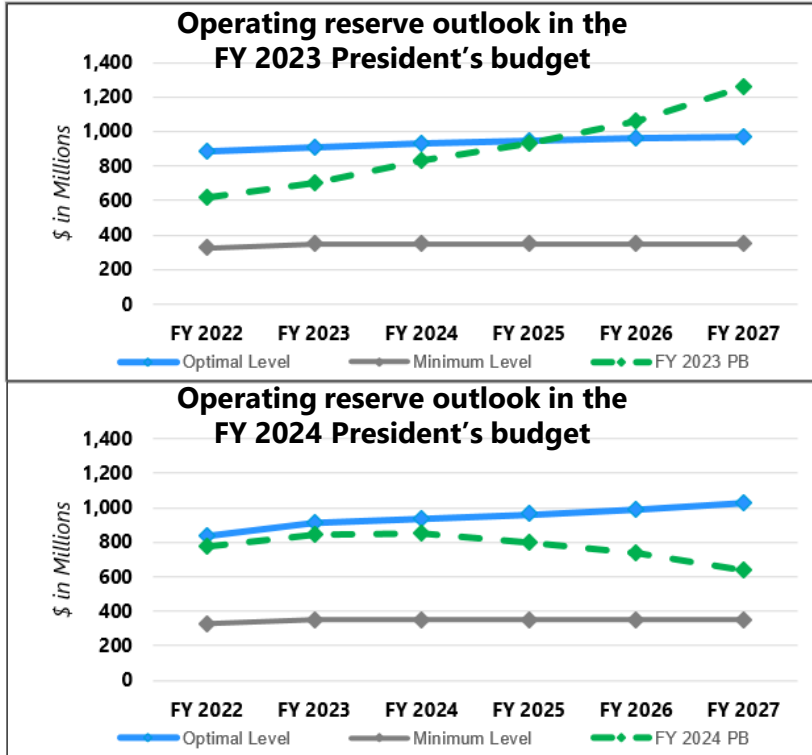 Operating reserve outlook in the
FY 2023 President's budget
$ in Millions
1,400
1,200
1,000
800
600
400
200
0
FY 2022 FY 2023 FY 2024 FY 2025 FY 2026 FY 2027
Optimal Level Minimum Level FY 2023 PB
Operating reserve outlook in the
FY 2024 President's budget
$ in Millions
1,400
1,200
1,000
800
600
400
200
0
FY 2022 FY 2023 FY 2024 FY 2025 FY 2026 FY 2027
Optimal Level Minimum Level FY 2024 PB